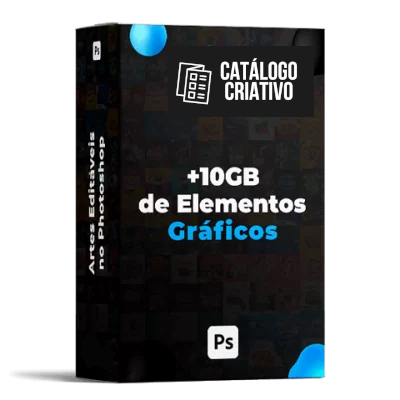 CATÁLOGO
CRIATIVO
+10GB
de Elementos
Gráficos
Ps
Ps
Artes Editáveis
no Photoshop